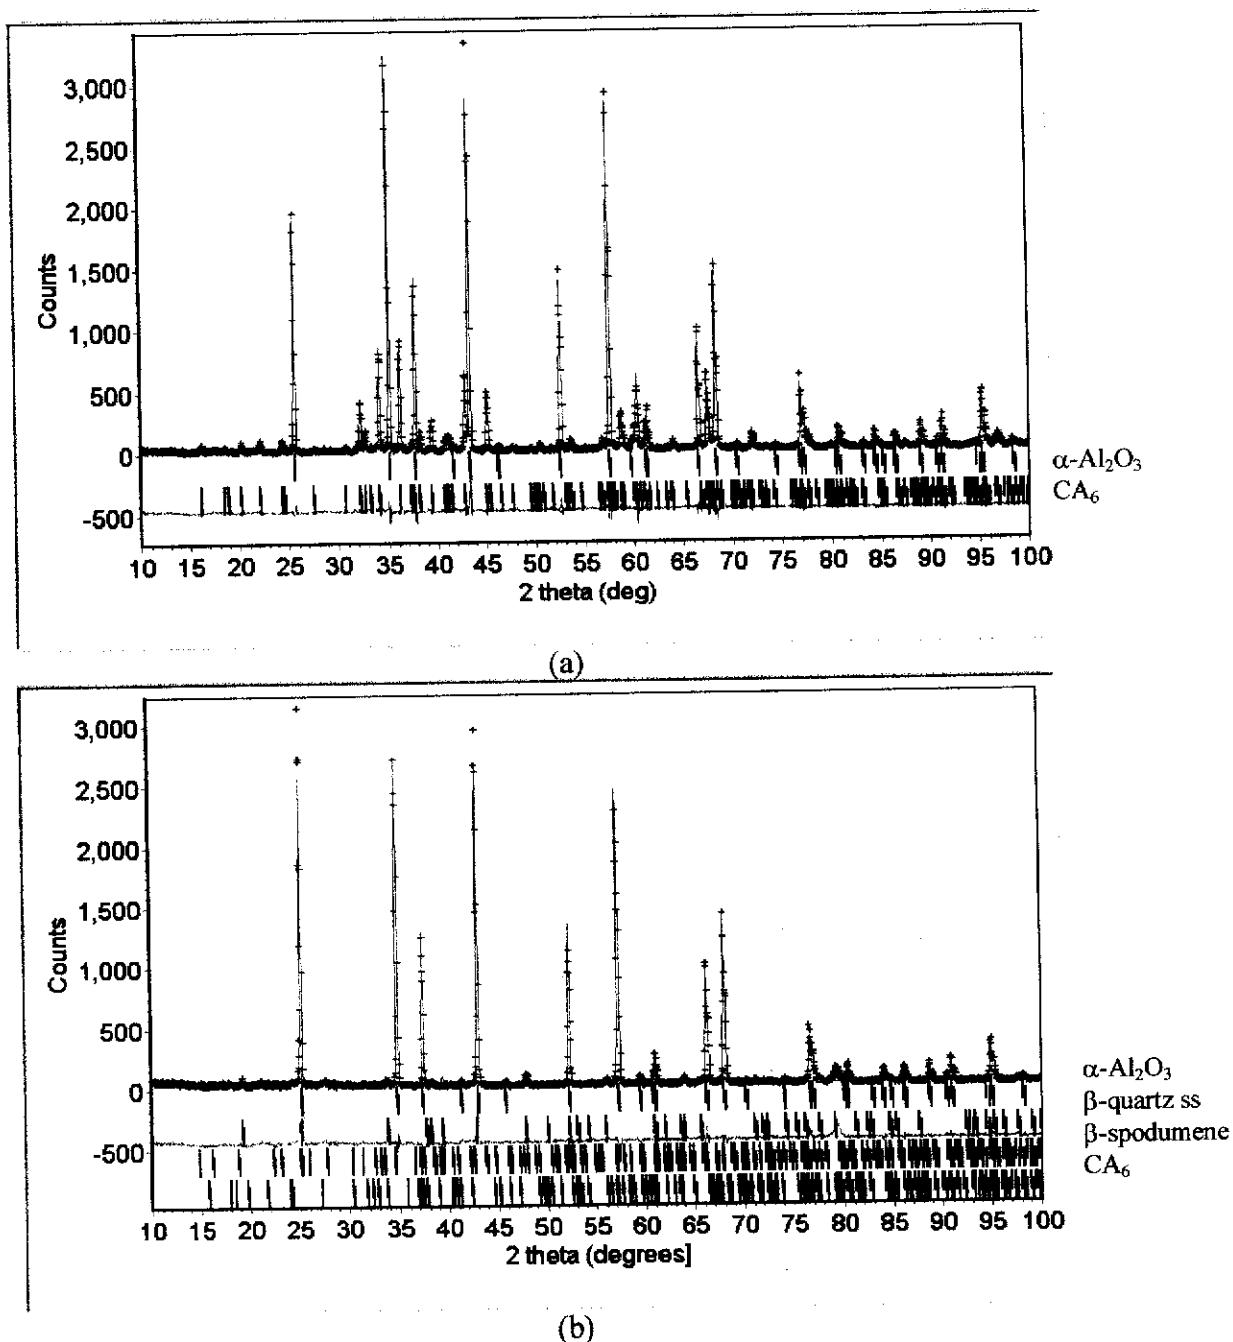 3,000
2,500
2,000
1,500
1,000
500
0
-500
Counts
10 15 20 25 30 35 40 45 50 55 60 65 70 75 80 85 90 95 100
2 theta (deg)
α-Al₂O₃
CA₆
(a)
3,000
2,500
2,000
1,500
1,000
500
0
-500
Counts
10 15 20 25 30 35 40 45 50 55 60 65 70 75 80 85 90 95 100
2 theta (degrees]
α-Al₂O₃
β-quartz ss
β-spodumene
CA₆
(b)